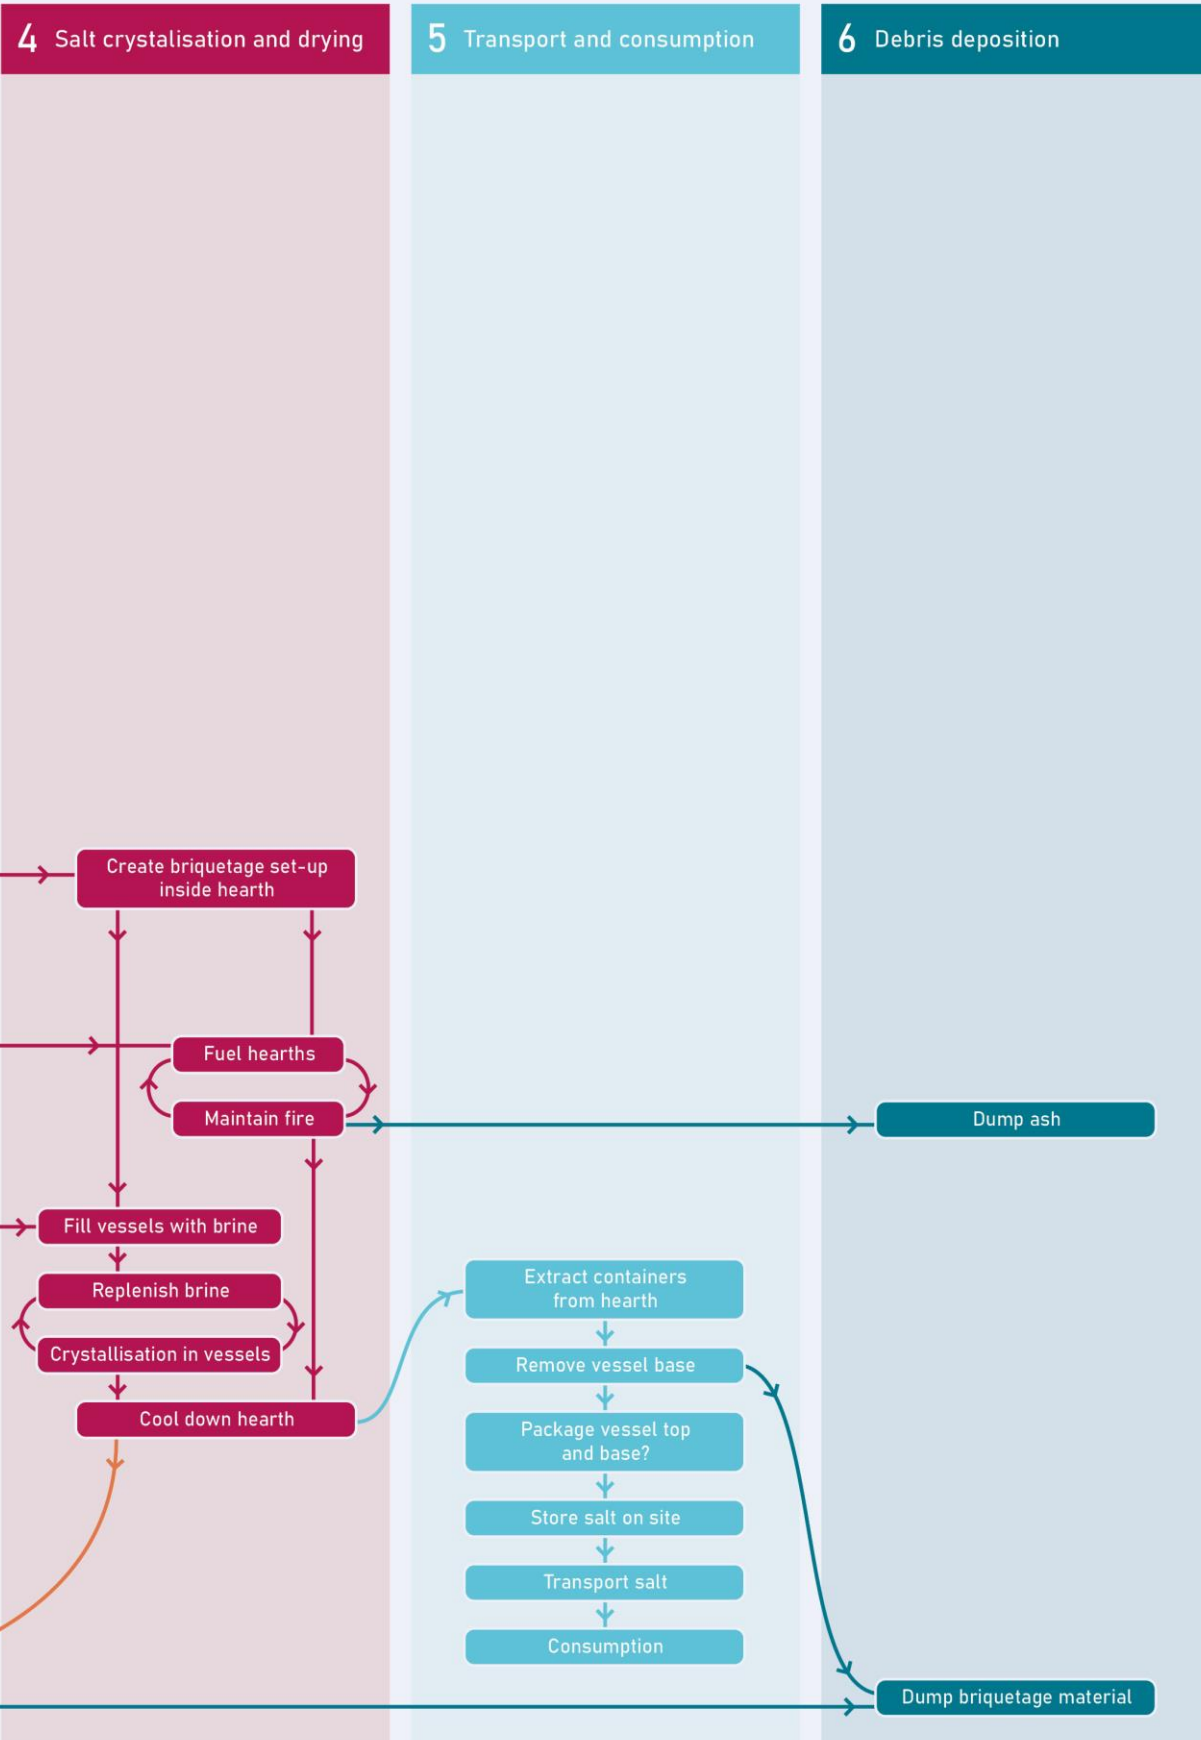 4 Salt crystalisation and drying
5 Transport and consumption
6 Debris deposition
Create briquetage set-up
inside hearth
Fuel hearths
Maintain fire
Dump ash
Fill vessels with brine
Replenish brine
Crystallisation in vessels
Cool down hearth
Extract containers
from hearth
Remove vessel base
Package vessel top
and base?
Store salt on site
Transport salt
Consumption
Dump briquetage material